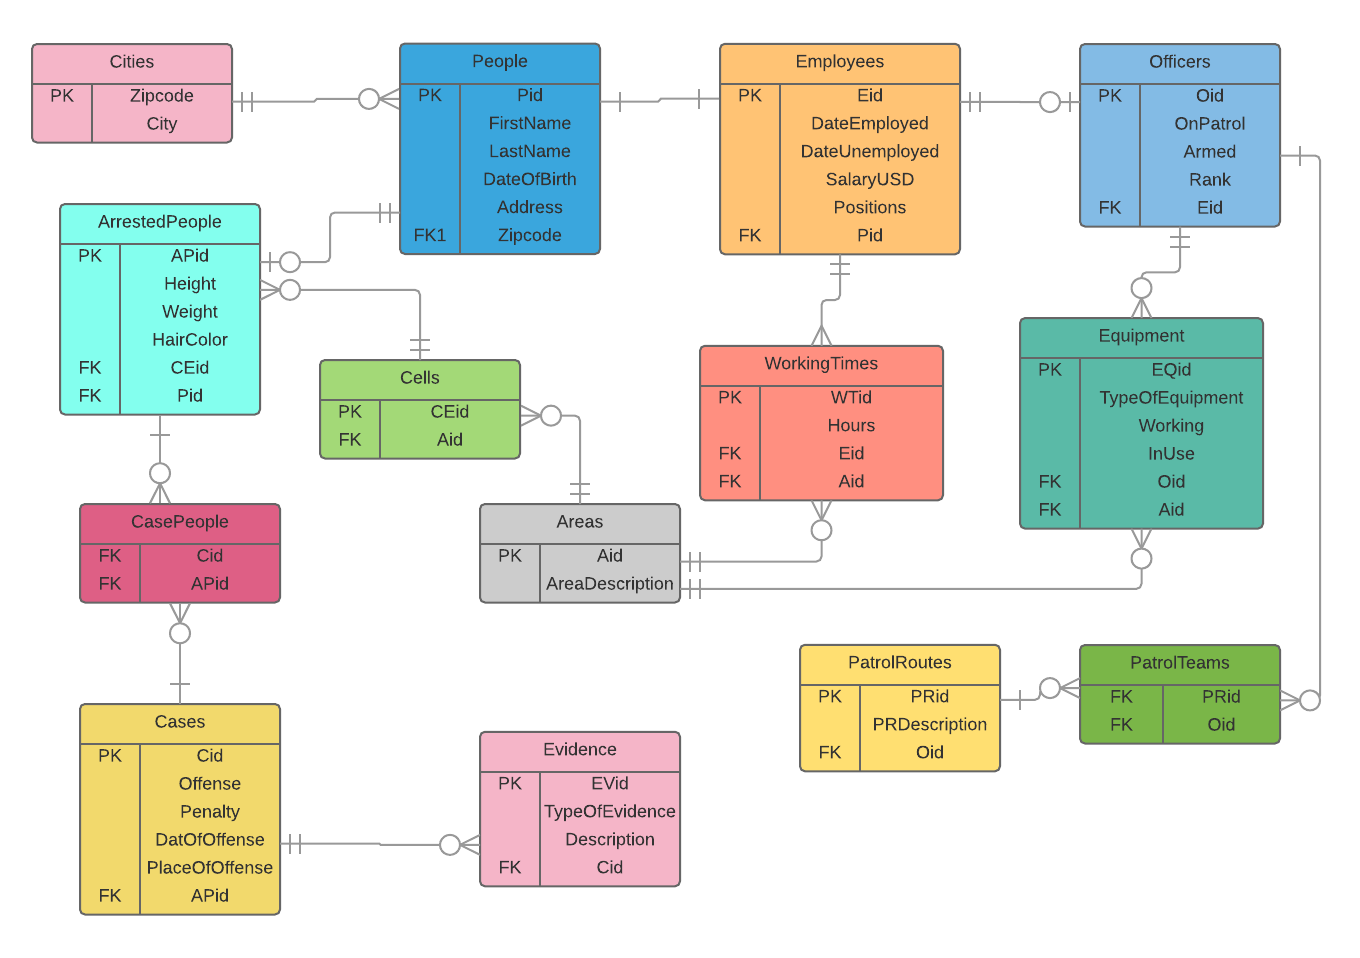 Cities
PK Zipcode
City
People
PK Pid
FirstName
LastName
DateOfBirth
Address
FK1 Zipcode
Employees
PK Eid
DateEmployed
DateUnemployed
SalaryUSD
Positions
FK Pid
Officers
PK Oid
OnPatrol
Armed
Rank
FK Eid
ArrestedPeople
PK APid
Height
Weight
HairColor
FK CEid
FK Pid
Cells
PK CEid
FK Aid
WorkingTimes
PK WTid
Hours
FK Eid
FK Aid
Equipment
PK EQid
TypeOfEquipment
Working
InUse
FK Oid
FK Aid
CasePeople
FK Cid
FK APid
Areas
PK Aid
AreaDescription
PatrolRoutes
PK PRid
PRDescription
FK Oid
PatrolTeams
FK PRid
FK Oid
Cases
PK Cid
Offense
Penalty
DatOfOffense
PlaceOfOffense
FK APid
Evidence
PK EVid
TypeOfEvidence
Description
FK Cid